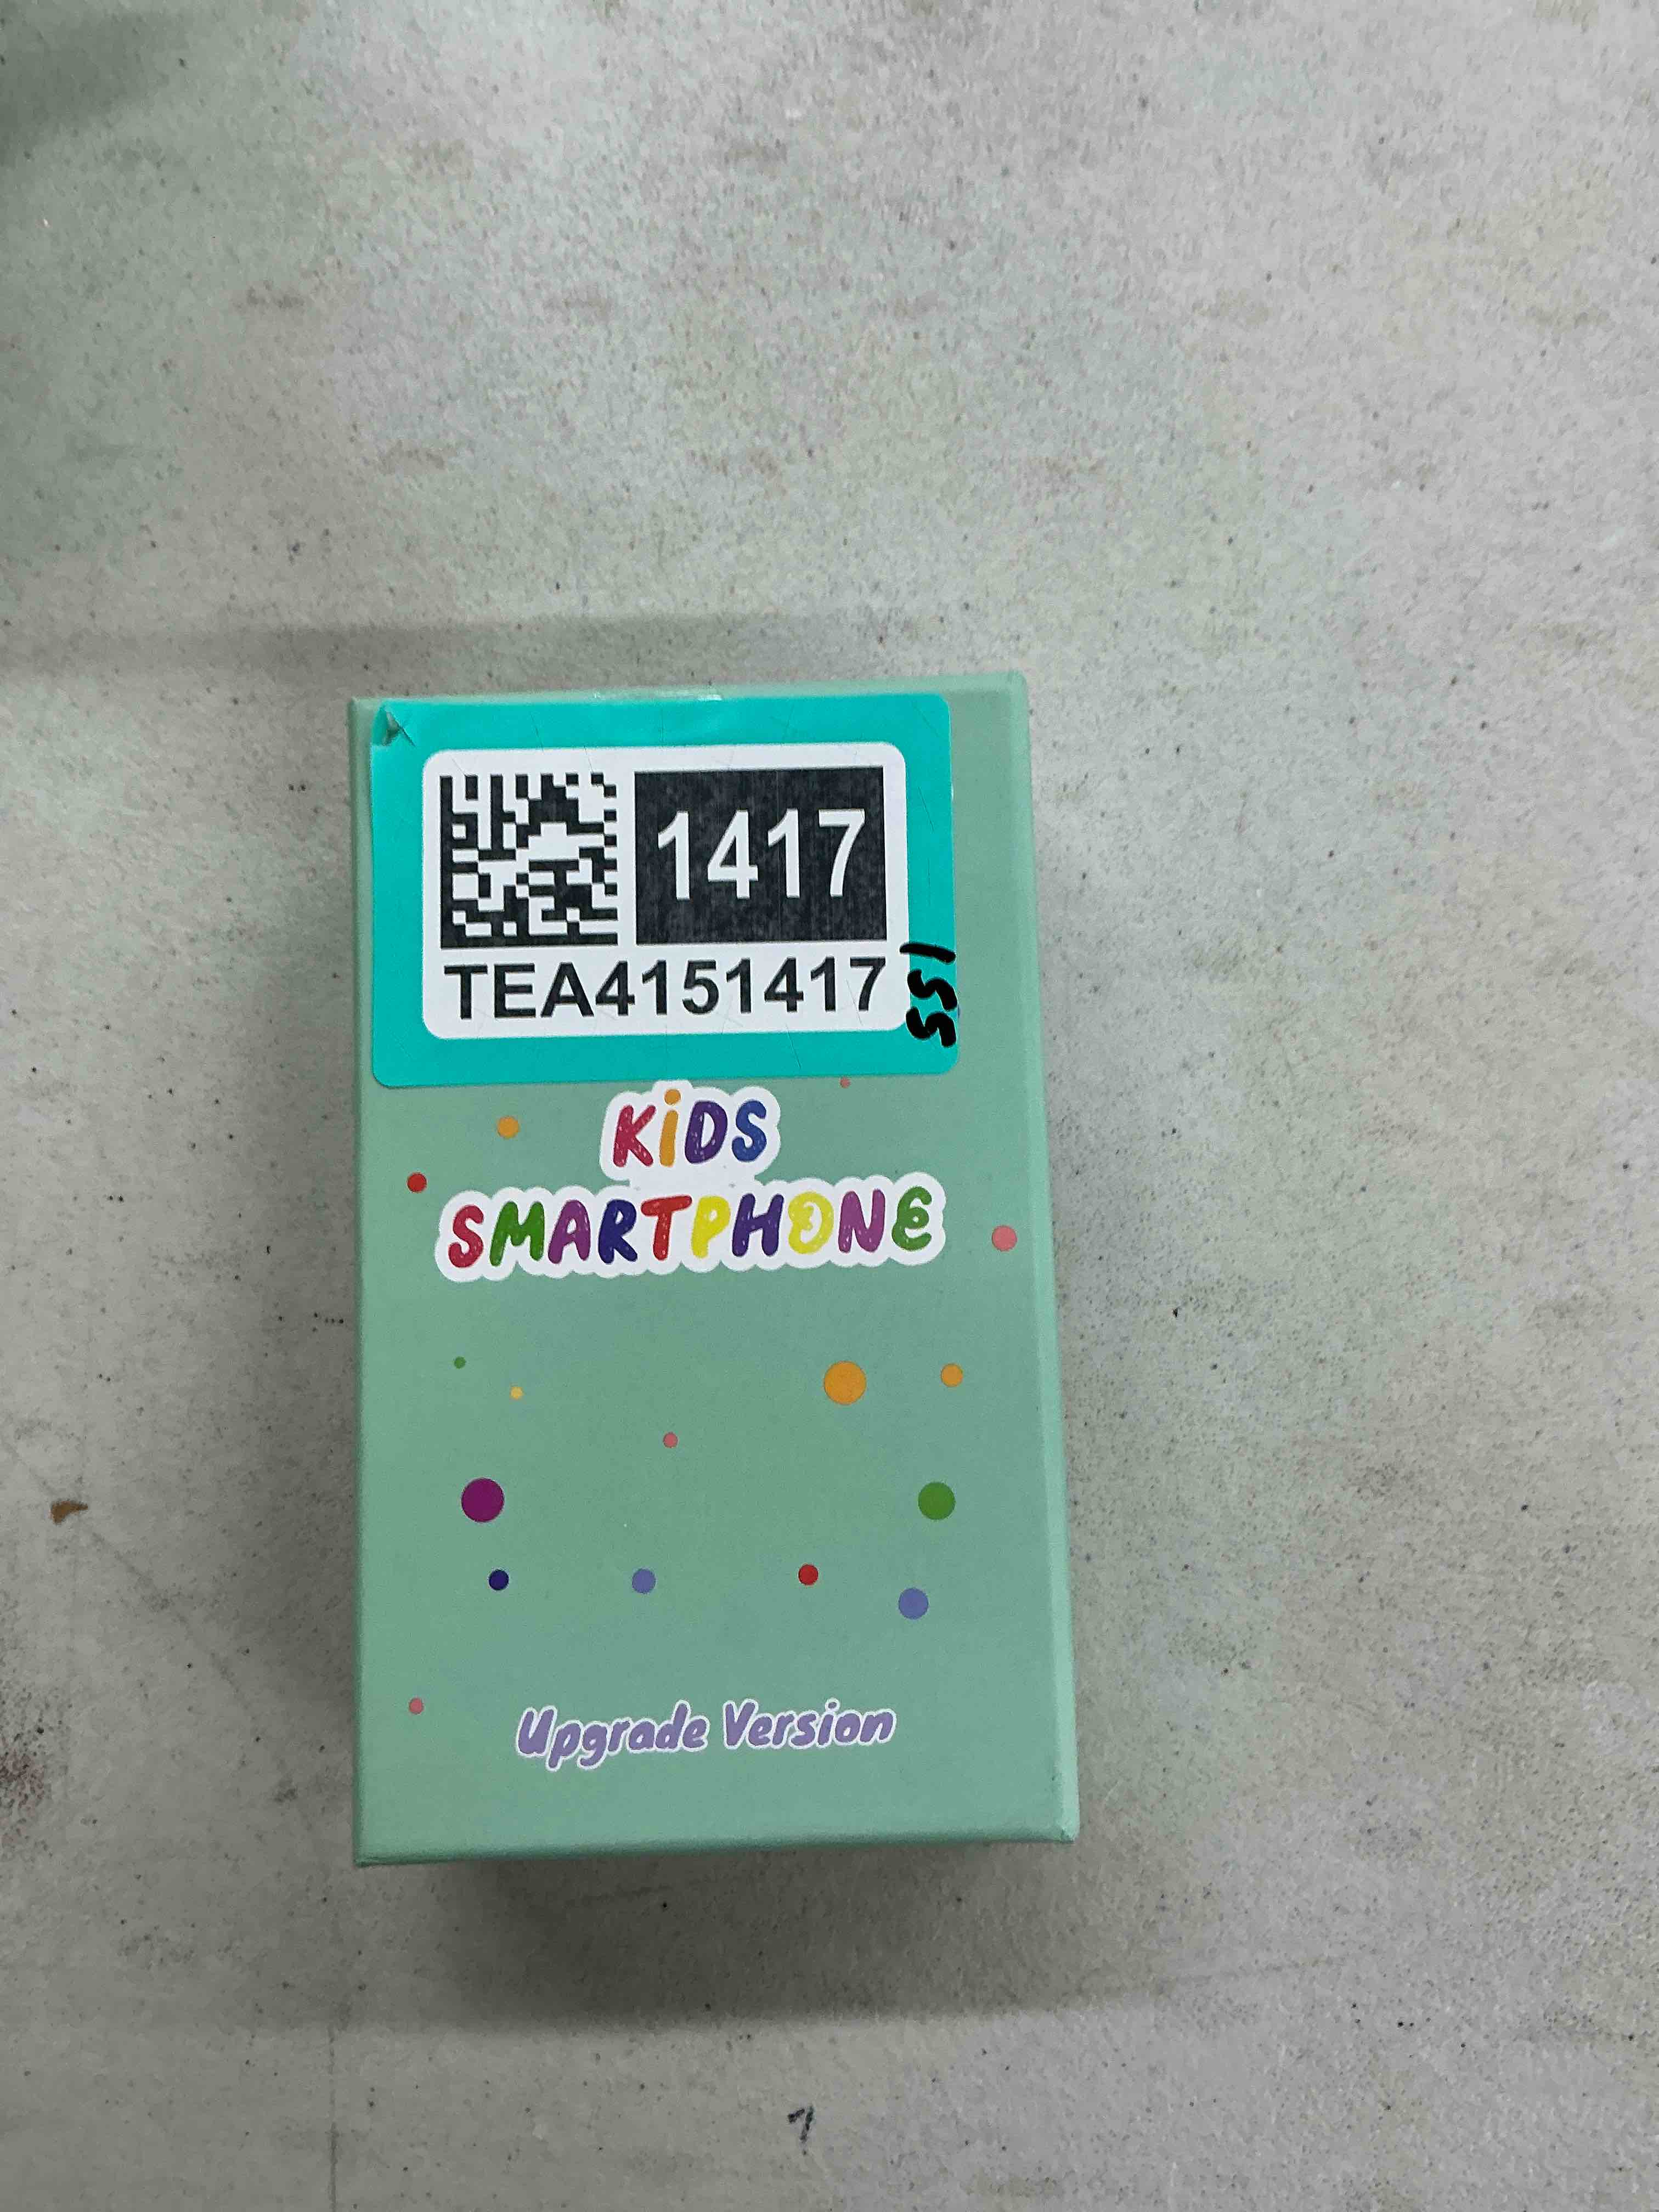 1417
TEA4151417
KiDS
SMARTPHONE
Upgrade Version